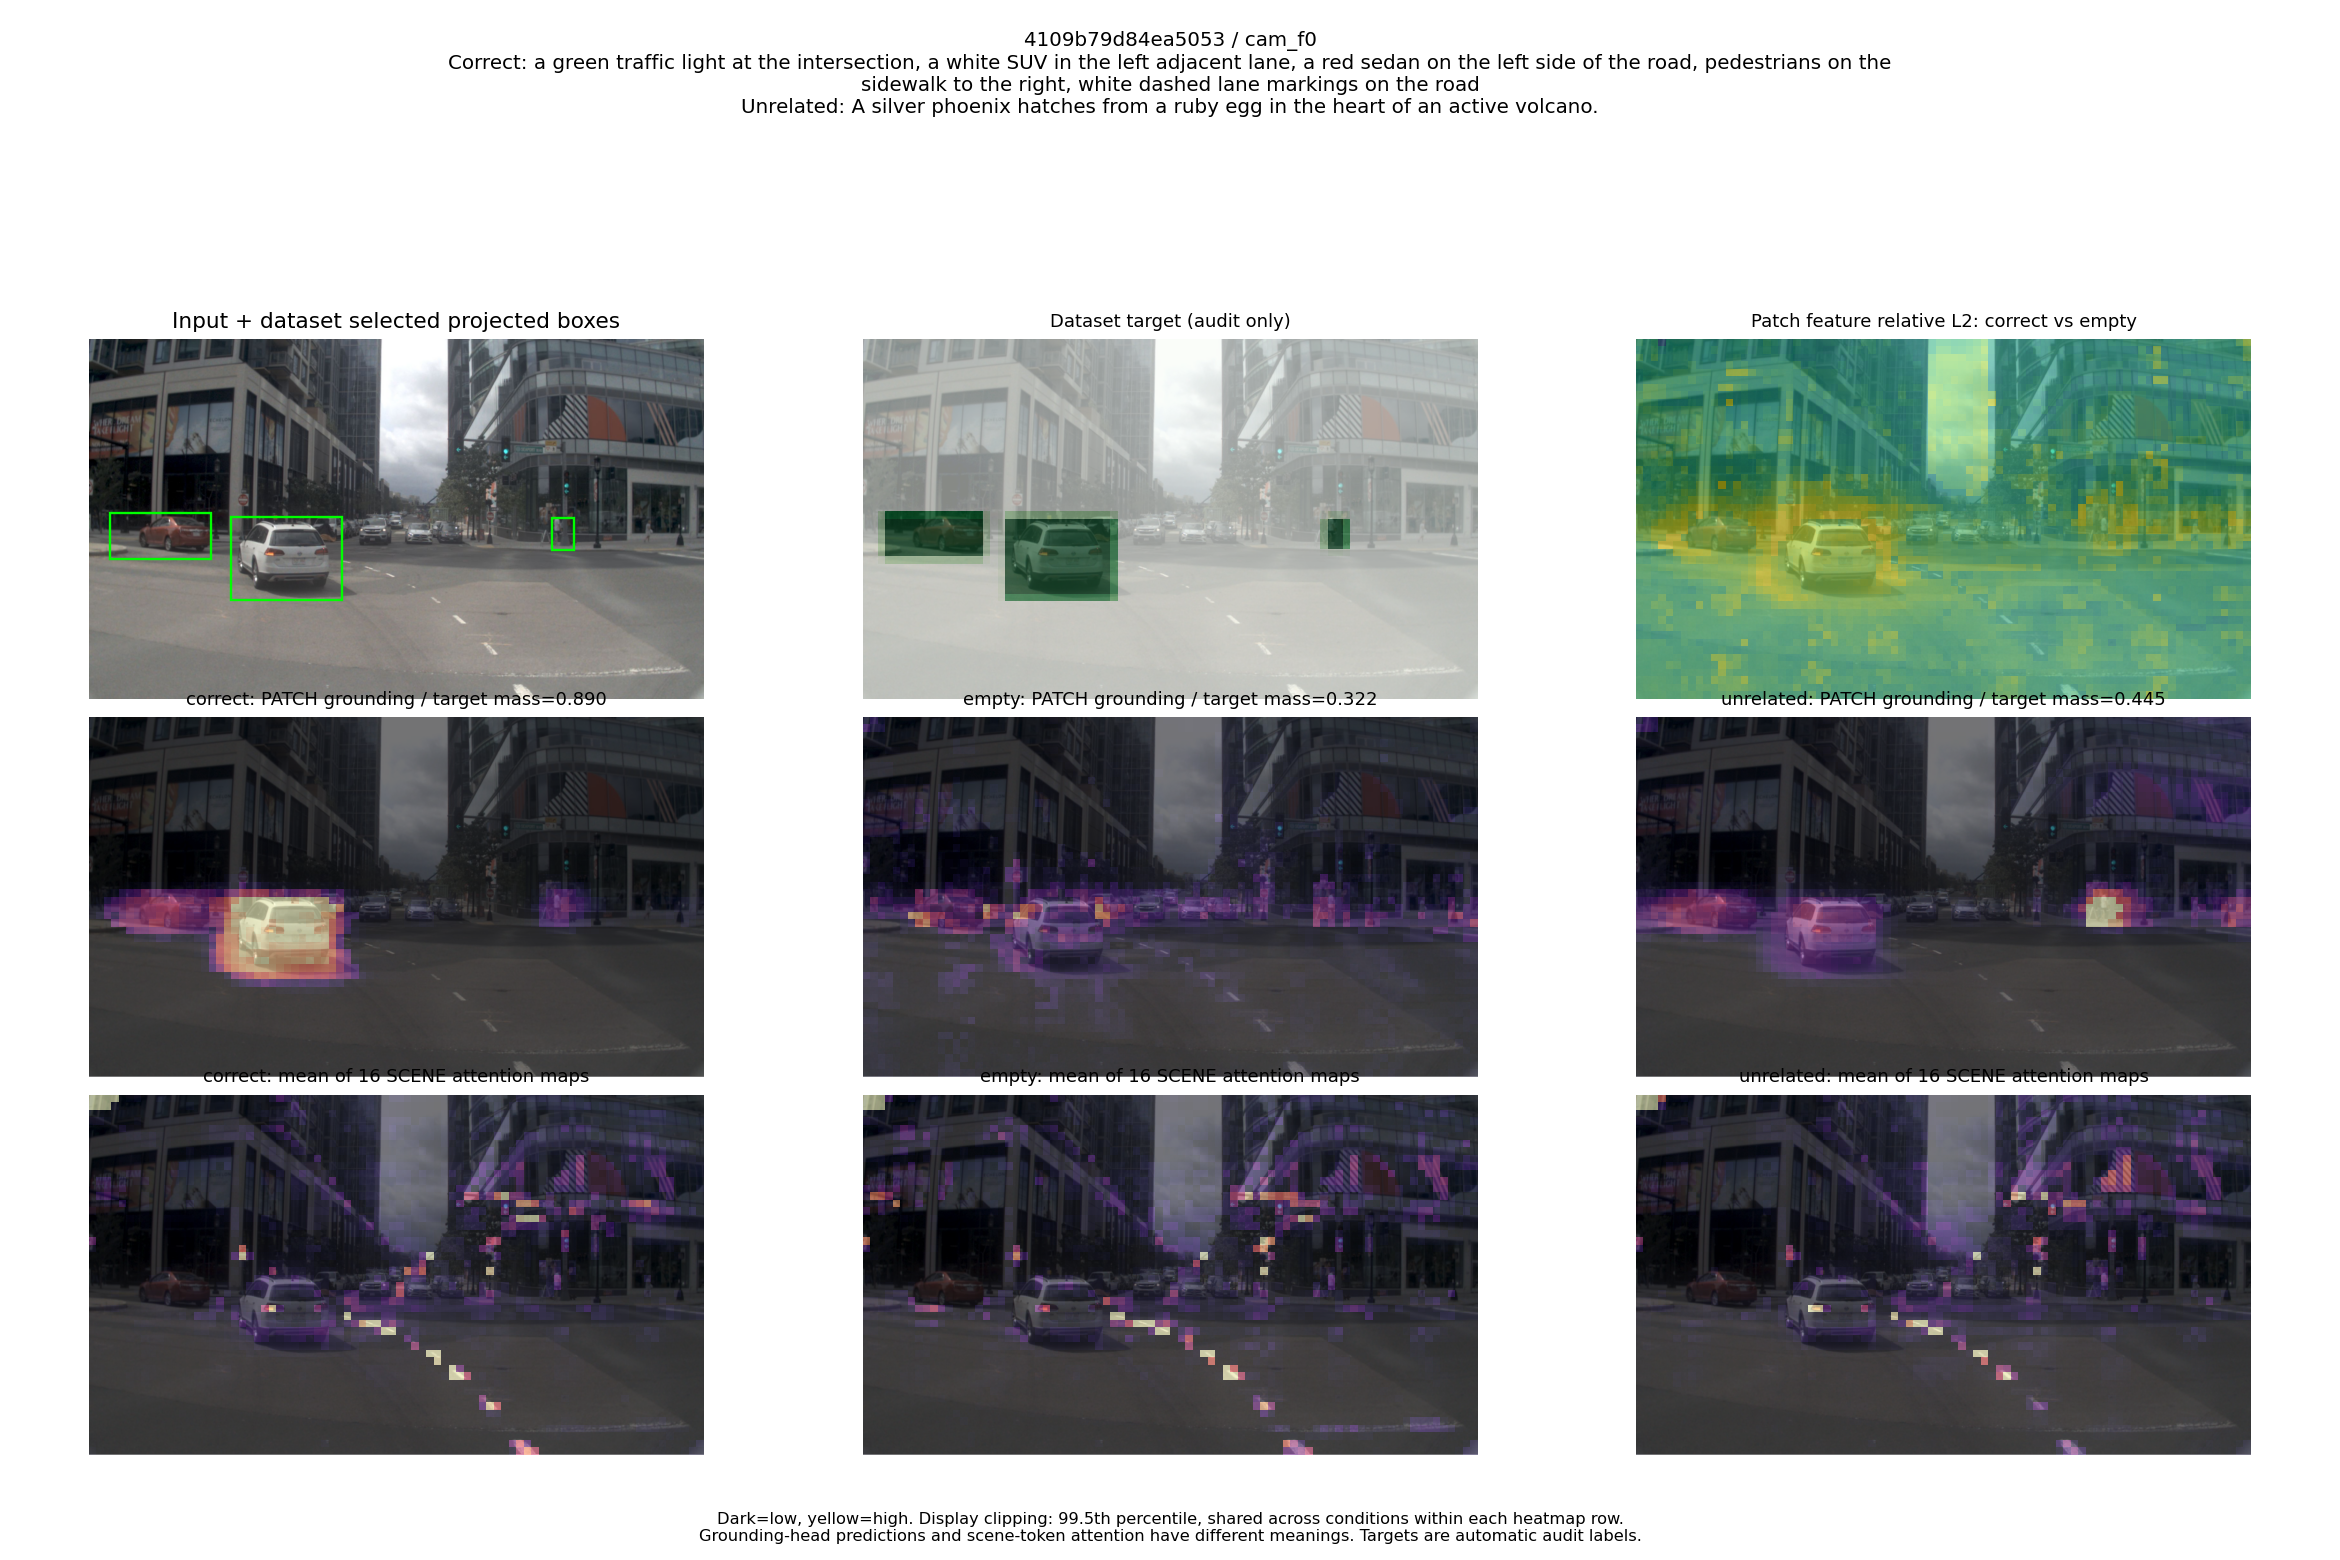 4109b79d84ea5053 / cam_f0
Correct: a green traffic light at the intersection, a white SUV in the left adjacent lane, a red sedan on the left side of the road, pedestrians on the
sidewalk to the right, white dashed lane markings on the road
Unrelated: A silver phoenix hatches from a ruby egg in the heart of an active volcano.
Input + dataset selected projected boxes
Dataset target (audit only)
Patch feature relative L2: correct vs empty
correct: PATCH grounding / target mass=0.890
empty: PATCH grounding / target mass=0.322
unrelated: PATCH grounding / target mass=0.445
correct: mean of 16 SCENE attention maps
empty: mean of 16 SCENE attention maps
unrelated: mean of 16 SCENE attention maps
Dark=low, yellow=high. Display clipping: 99.5th percentile, shared across conditions within each heatmap row.
Grounding-head predictions and scene-token attention have different meanings. Targets are automatic audit labels.